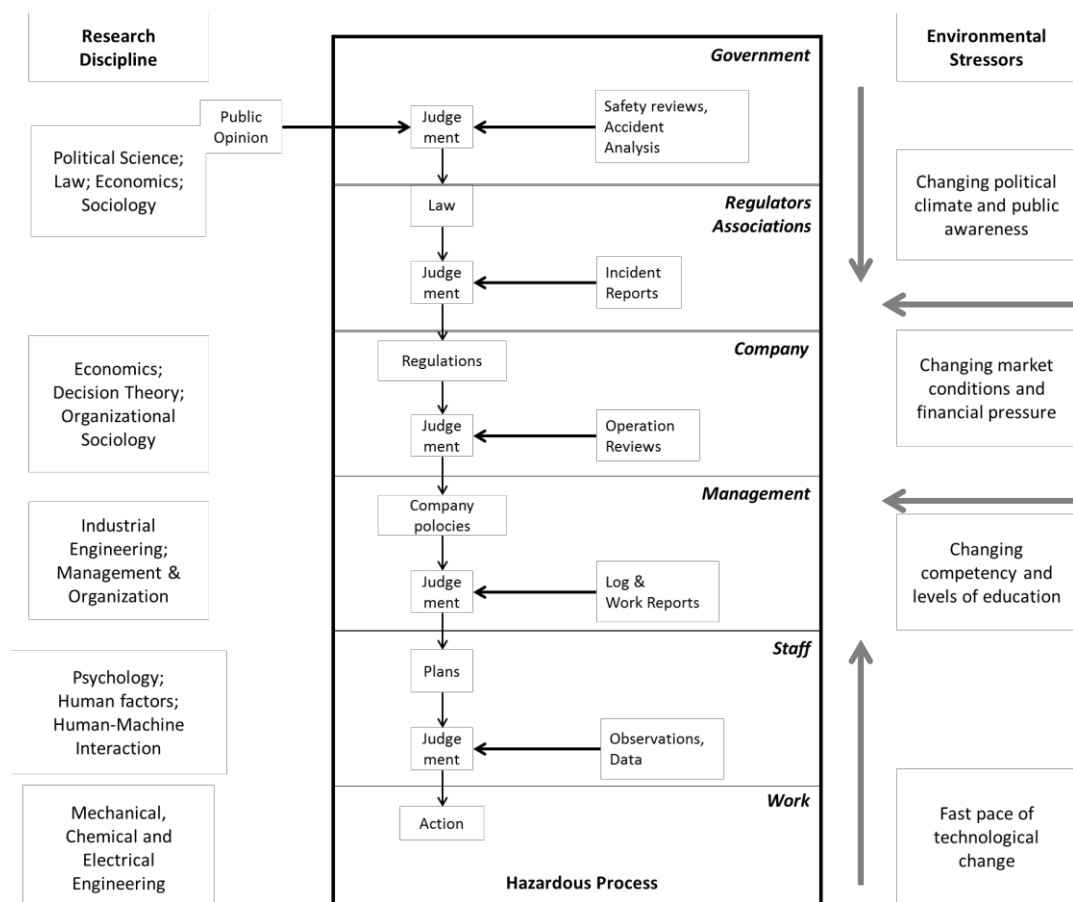 Research
Discipline
Public
Opinion
Political Science;
Law; Economics;
Sociology
Economics;
Decision Theory;
Organizational
Sociology
Industrial
Engineering;
Management &
Organization
Psychology;
Human factors;
Human-Machine
Interaction
Mechanical,
Chemical and
Electrical
Engineering
Government
Judge
ment
Safety reviews,
Accident
Analysis
Regulators
Associations
Law
Judge
ment
Incident
Reports
Company
Regulations
Judge
ment
Operation
Reviews
Management
Company
polocies
Judge
ment
Log &
Work Reports
Staff
Plans
Judge
ment
Observations,
Data
Work
Action
Hazardous Process
Environmental
Stressors
Changing political
climate and public
awareness
Changing market
conditions and
financial pressure
Changing
competency and
levels of education
Fast pace of
technological
change